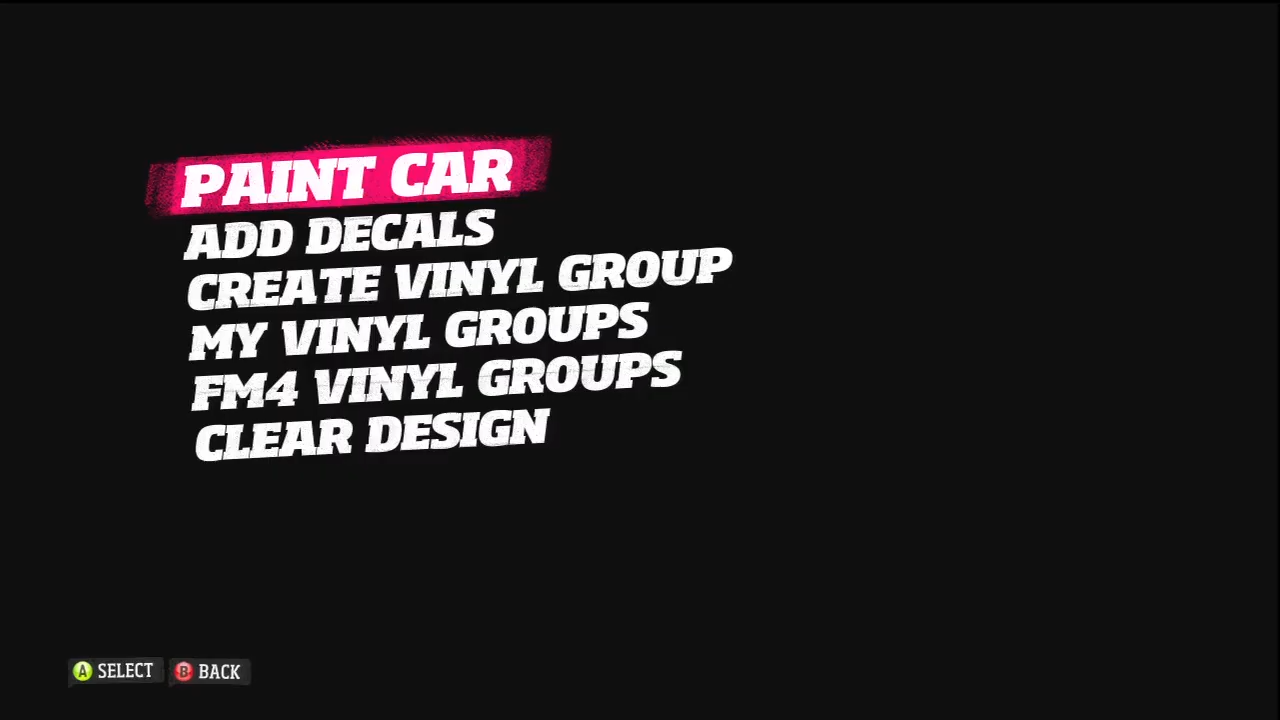 PAINT CAR
ADD DECALS
CREATE VINYL GROUP
MY VINYL GROUPS
FM4 VINYL GROUPS
CLEAR DESIGN
A SELECT B BACK